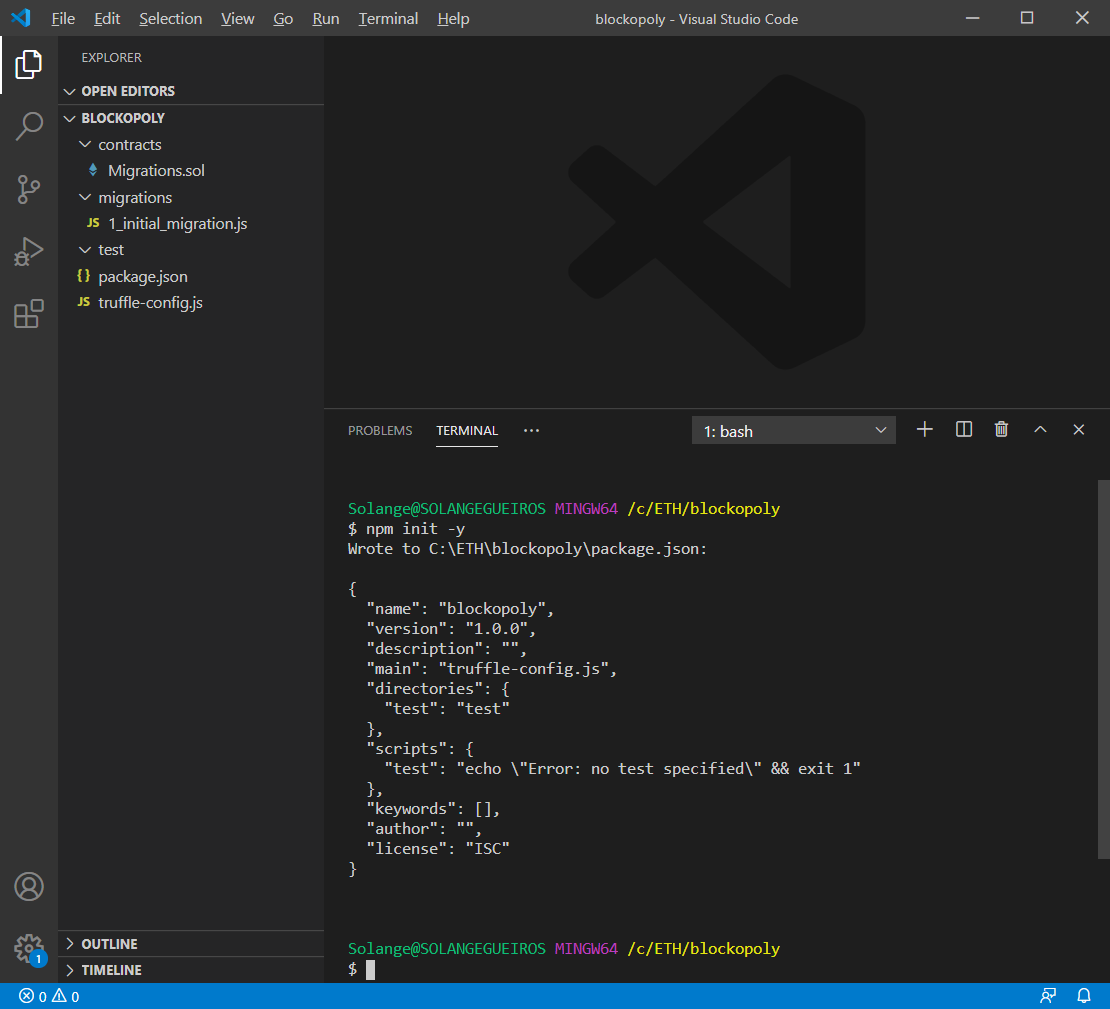 File Edit Selection View Go Run Terminal Help blockopoly - Visual Studio Code
EXPLORER
OPEN EDITORS
BLOCKOPOLY
contracts
Migrations.sol
migrations
JS 1_initial_migration.js
test
{} package.json
JS truffle-config.js
OUTLINE
TIMELINE
1
PROBLEMS TERMINAL ··· 1: bash
Solange@SOLANGEGUEIROS MINGW64 /c/ETH/blockopoly
$ npm init -y
Wrote to C:\ETH\blockopoly\package.json:
{
  "name": "blockopoly",
  "version": "1.0.0",
  "description": "",
  "main": "truffle-config.js",
  "directories": {
    "test": "test"
  },
  "scripts": {
    "test": "echo \"Error: no test specified\" && exit 1"
  },
  "keywords": [],
  "author": "",
  "license": "ISC"
}
Solange@SOLANGEGUEIROS MINGW64 /c/ETH/blockopoly
$
0 0